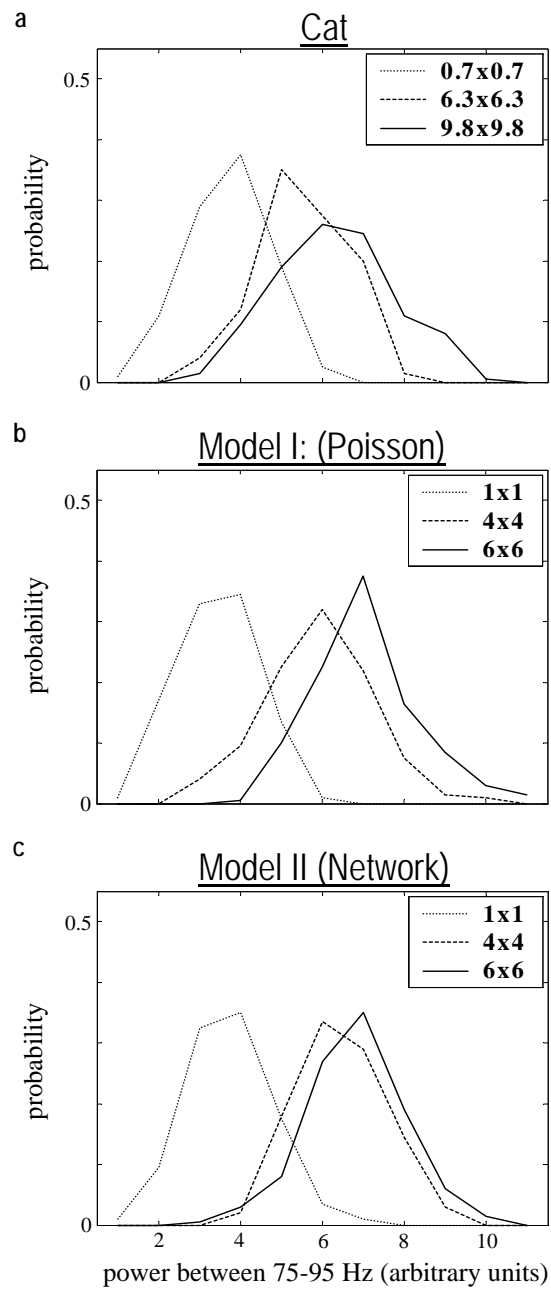 a
Cat
0.5
0.7x0.7
6.3x6.3
9.8x9.8
probability
0
b
Model I: (Poisson)
0.5
1x1
4x4
6x6
probability
0
c
Model II (Network)
0.5
1x1
4x4
6x6
probability
0
2 4 6 8 10
power between 75-95 Hz (arbitrary units)